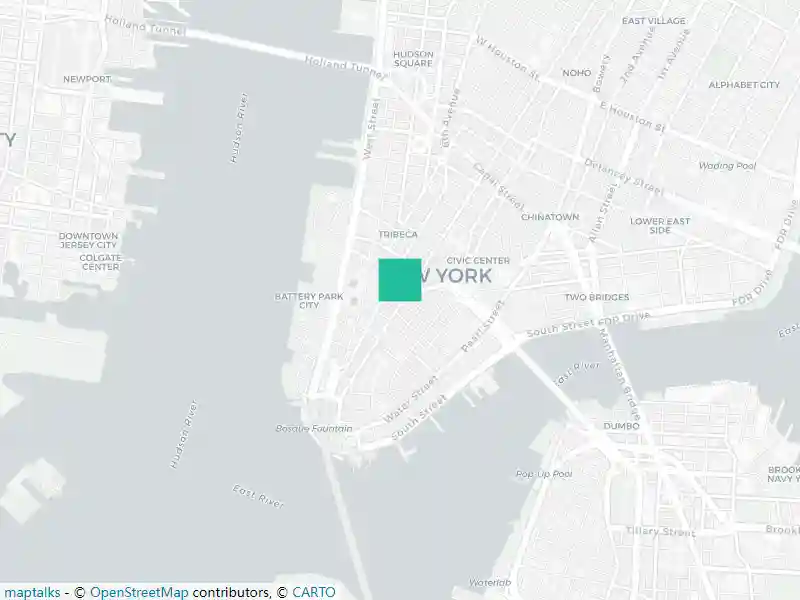 EAST VILLAGE
Holland Tunnel
W Houston St
2nd Avenue
1st Avenue
HUDSON
SQUARE
Holland Tunnel
Bowery
NOHO
NEWPORT
ALPHABET CITY
Hudson River
West Street
6th Avenue
E Houston St
Canal Street
Delancey Street
Wading Pool
Allen Street
CHINATOWN
LOWER EAST
SIDE
FDR Drive
TRIBECA
DOWNTOWN
JERSEY CITY
COLGATE
CENTER
CIVIC CENTER
YORK
BATTERY PARK
CITY
TWO BRIDGES
FDR Drive
South Street
FDR Drive
Pearl Street
Manhattan Bridge
East River
Water Street
South Street
Bosque Fountain
Hudson River
DUMBO
Pop-up Pool
NAVY
East River
Tillary Street
Waterlab
maptalks - © OpenStreetMap contributors, © CARTO